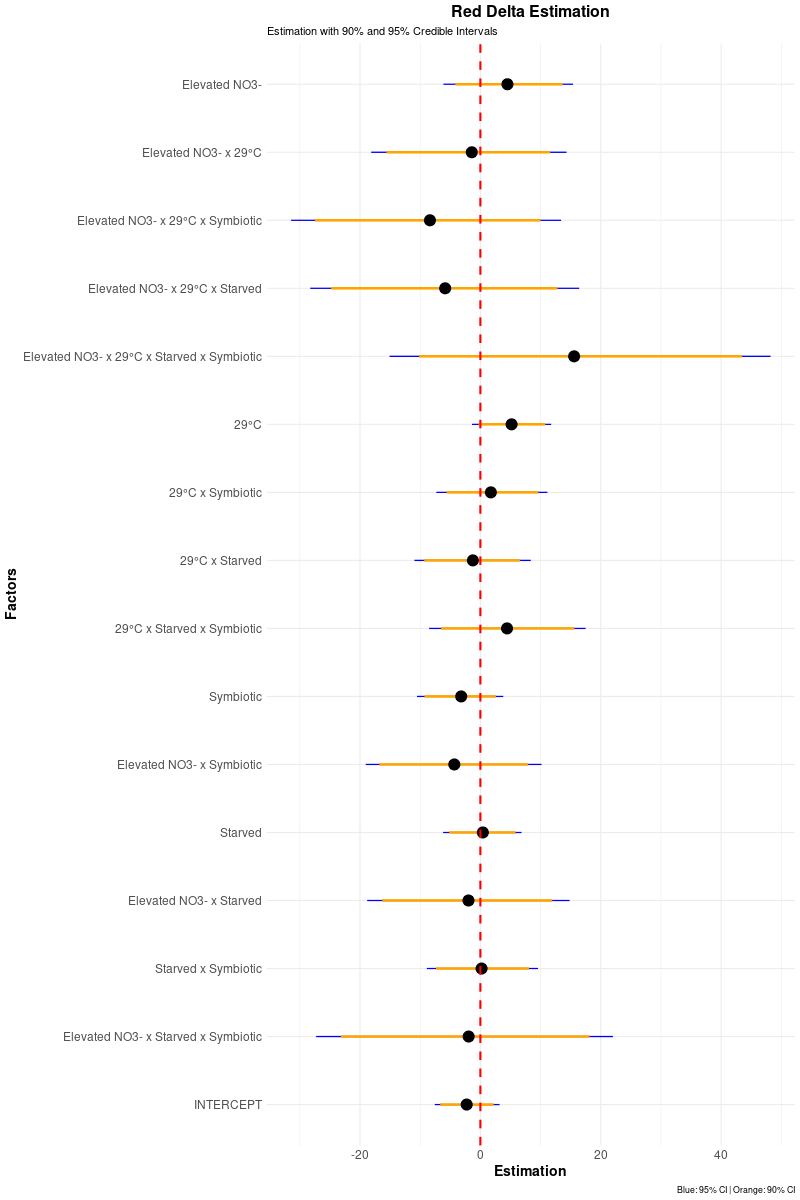 Red Delta Estimation
Estimation with 90% and 95% Credible Intervals
Factors
Elevated NO3-
Elevated NO3- x 29°C
Elevated NO3- x 29°C x Symbiotic
Elevated NO3- x 29°C x Starved
Elevated NO3- x 29°C x Starved x Symbiotic
29°C
29°C x Symbiotic
29°C x Starved
29°C x Starved x Symbiotic
Symbiotic
Elevated NO3- x Symbiotic
Starved
Elevated NO3- x Starved
Starved x Symbiotic
Elevated NO3- x Starved x Symbiotic
INTERCEPT
-20 0 20 40
Estimation
Blue: 95% CI | Orange: 90% CI